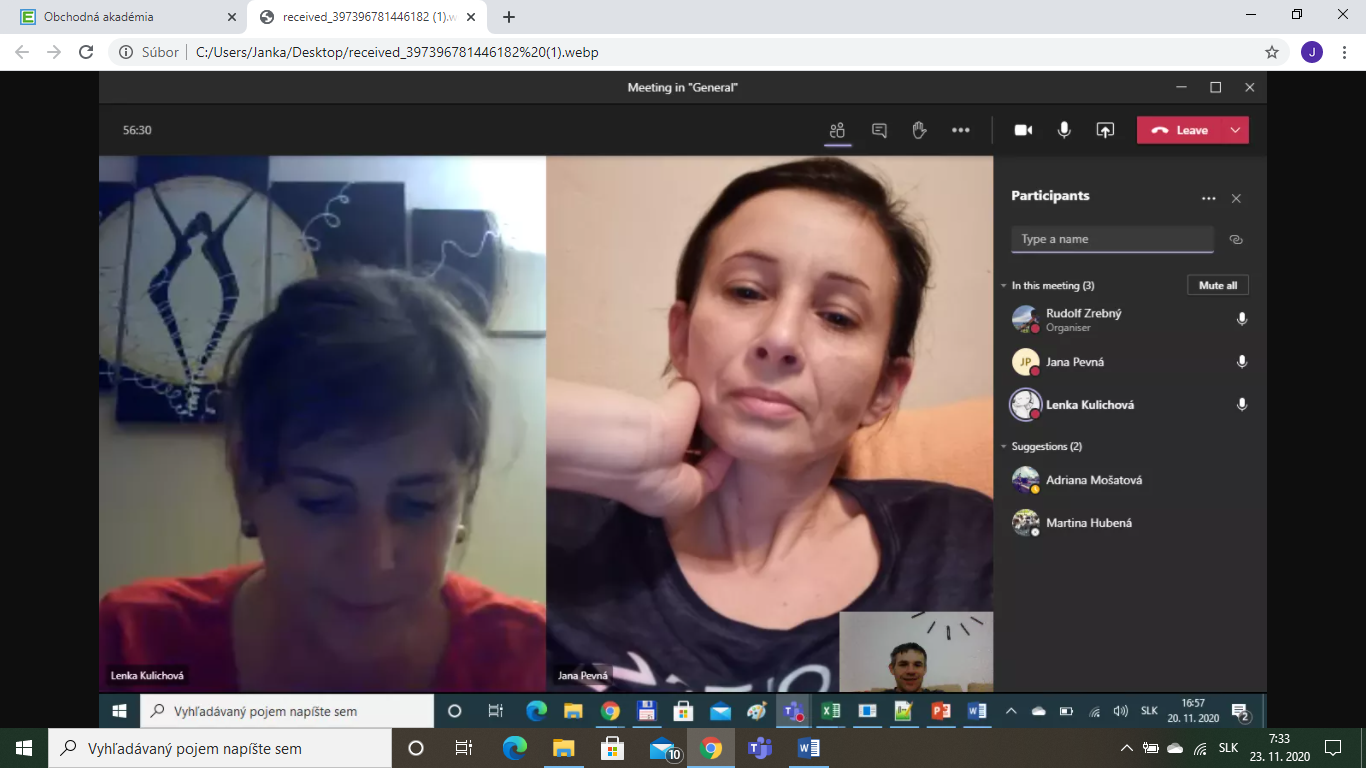 Obchodná akadémia
received_397396781446182 (1).w
Súbor
C:/Users/Janka/Desktop/received_397396781446182%20(1).webp
J
Meeting in "General"
56:30
Leave
Participants
Type a name
In this meeting (3)
Mute all
Rudolf Zrebný
Organiser
JP
Jana Pevná
Lenka Kulichová
Suggestions (2)
Adriana Mošatová
Martina Hubená
Lenka Kulichová
Jana Pevná
Vyhľadávaný pojem napíšte sem
SLK
16:57
20. 11. 2020
2
Vyhľadávaný pojem napíšte sem
10
SLK
7:33
23. 11. 2020